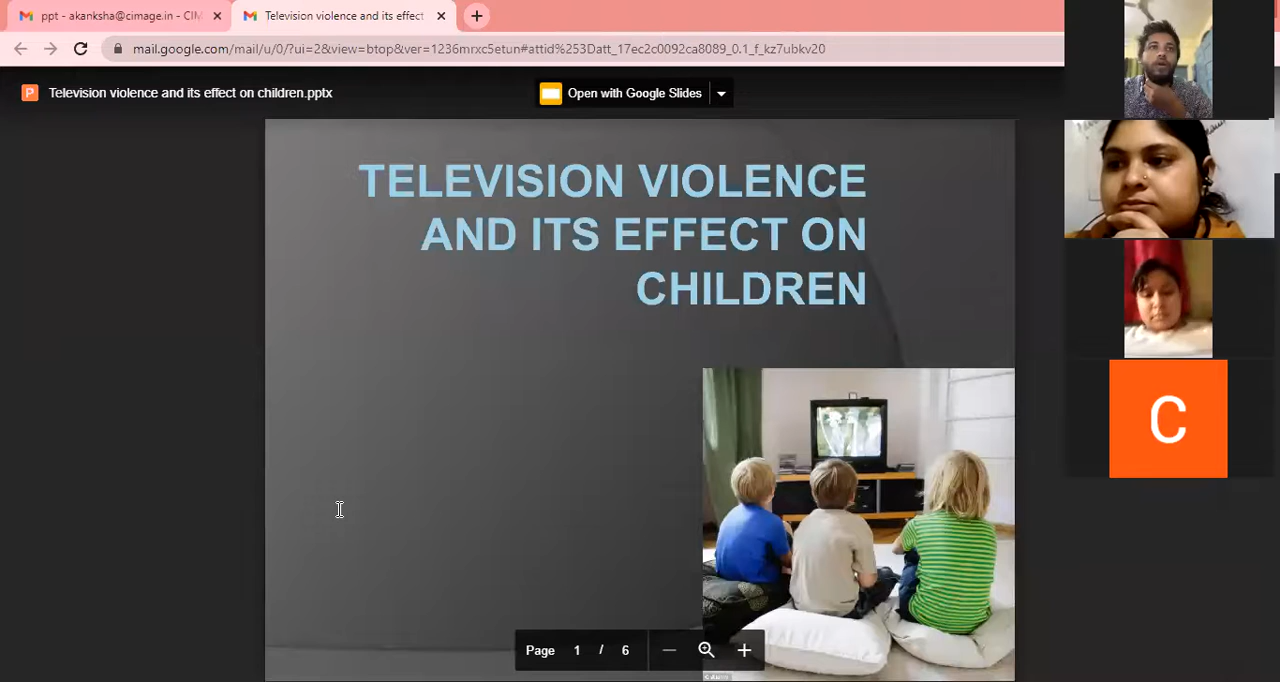 ppt - akanksha@cimage.in - CIM
Television violence and its effect
mail.google.com/mail/u/0/?ui=2&view=btop&ver=1236mrxc5etun#attid%253Datt_17ec2c0092ca8089_0.1_f_kz7ubkv20
P
Television violence and its effect on children.pptx
Open with Google Slides
TELEVISION VIOLENCE
AND ITS EFFECT ON
CHILDREN
C
Page 1 / 6